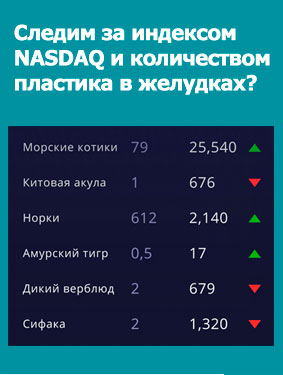 Следим за индексом
NASDAQ и количеством
пластика в желудках?
Морские котики 79 25,540
Китовая акула 1 676
Норки 612 2,140
Амурский тигр 0,5 17
Дикий верблюд 2 679
Сифака 2 1,320